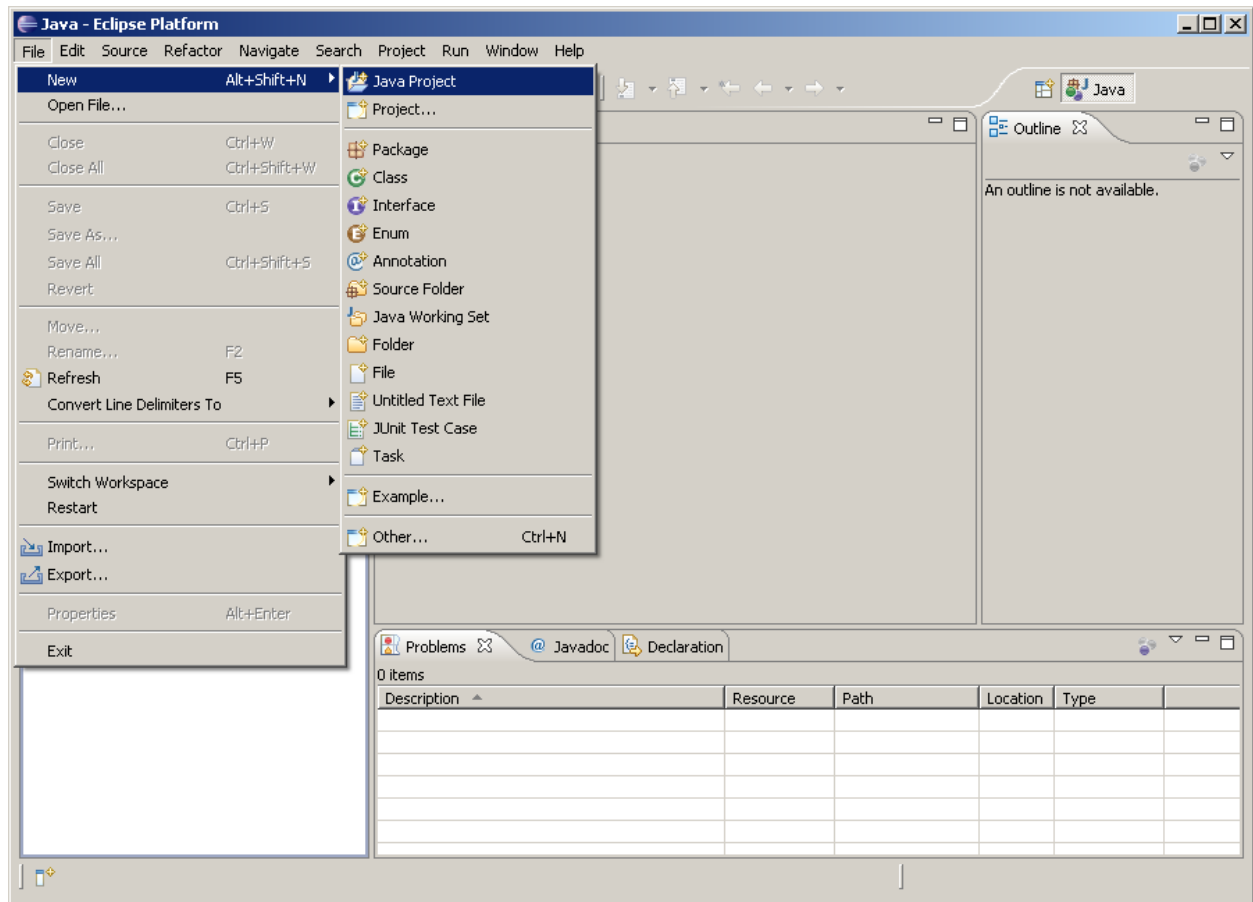 Java - Eclipse Platform
File Edit Source Refactor Navigate Search Project Run Window Help
New Alt+Shift+N
Open File...
Close Ctrl+W
Close All Ctrl+Shift+W
Save Ctrl+S
Save As...
Save All Ctrl+Shift+S
Revert
Move...
Rename... F2
Refresh F5
Convert Line Delimiters To
Print... Ctrl+P
Switch Workspace
Restart
Import...
Export...
Properties Alt+Enter
Exit
Java Project
Project...
Package
Class
Interface
Enum
Annotation
Source Folder
Java Working Set
Folder
File
Untitled Text File
JUnit Test Case
Task
Example...
Other... Ctrl+N
Java
Outline
An outline is not available.
Problems @ Javadoc Declaration
0 items
Description Resource Path Location Type